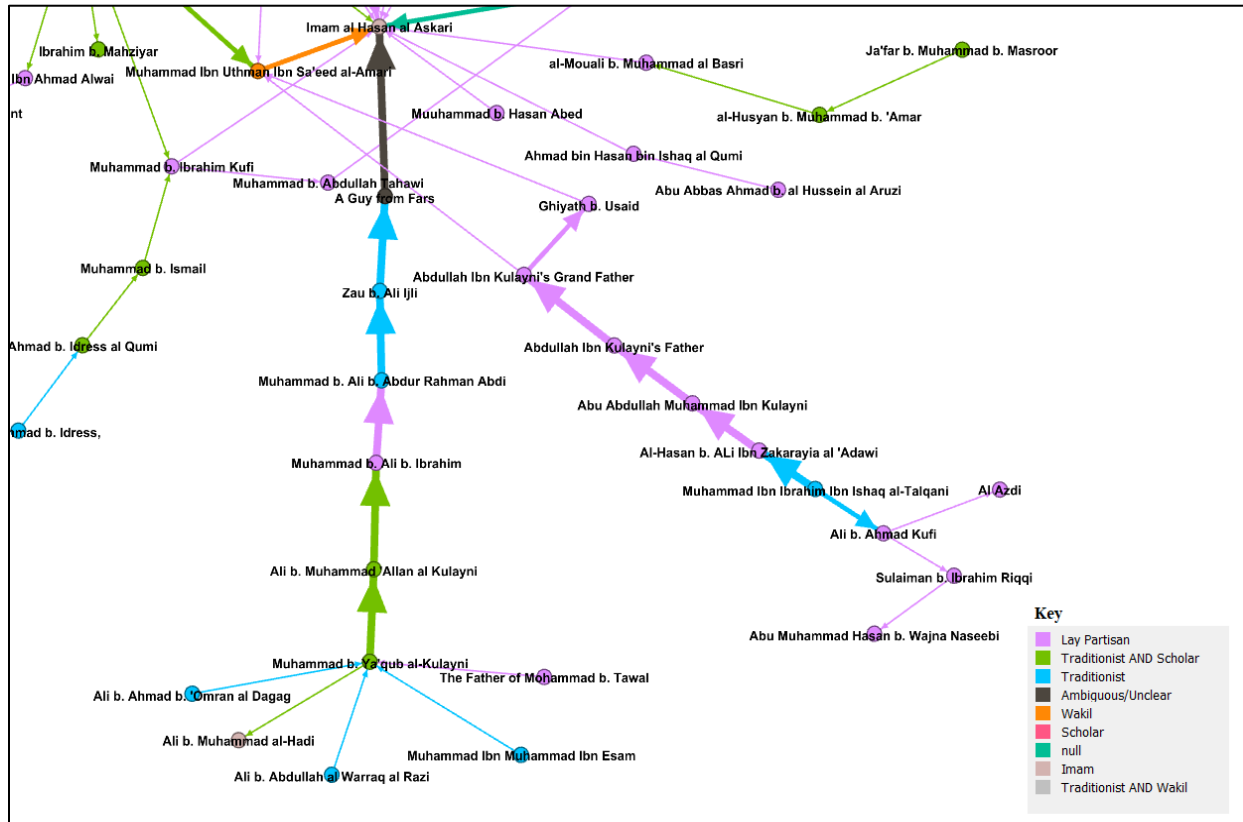 Imam al Hasan al Askari
Ibrahim b. Mahziyar
Ja'far b. Muhammad b. Masroor
al-Mouali b. Muhammad al Basri
Ibn Ahmad Alwai
Muhammad Ibn Uthman Ibn Sa'eed al-Amari
nt
Muuhammad b. Hasan Abed
al-Husyan b. Muhammad b. 'Amar
Ahmad bin Hasan bin Ishaq al Qumi
Muhammad b. Ibrahim Kufi
Muhammad b. Abdullah Tahawi
Abu Abbas Ahmad b. al Hussein al Aruzi
A Guy from Fars
Ghiyath b. Usaid
Muhammad b. Ismail
Abdullah Ibn Kulayni's Grand Father
Zau b. Ali Ijli
Ahmad b. Idress al Qumi
Abdullah Ibn Kulayni's Father
Muhammad b. Ali b. Abdur Rahman Abdi
Abu Abdullah Muhammad Ibn Kulayni
hmad b. Idress,
Al-Hasan b. ALi Ibn Zakarayia al 'Adawi
Muhammad b. Ali b. Ibrahim
Muhammad Ibn Ibrahim Ibn Ishaq al-Talqani
Al Azdi
Ali b. Ahmad Kufi
Ali b. Muhammad 'Allan al Kulayni
Sulaiman b. Ibrahim Riqqi
Abu Muhammad Hasan b. Wajna Naseebi
Muhammad b. Ya'qub al-Kulayni
The Father of Mohammad b. Tawal
Ali b. Ahmad b. 'Omran al Dagag
Ali b. Muhammad al-Hadi
Muhammad Ibn Muhammad Ibn Esam
Ali b. Abdullah al Warraq al Razi
Key
Lay Partisan
Traditionist AND Scholar
Traditionist
Ambiguous/Unclear
Wakil
Scholar
null
Imam
Traditionist AND Wakil